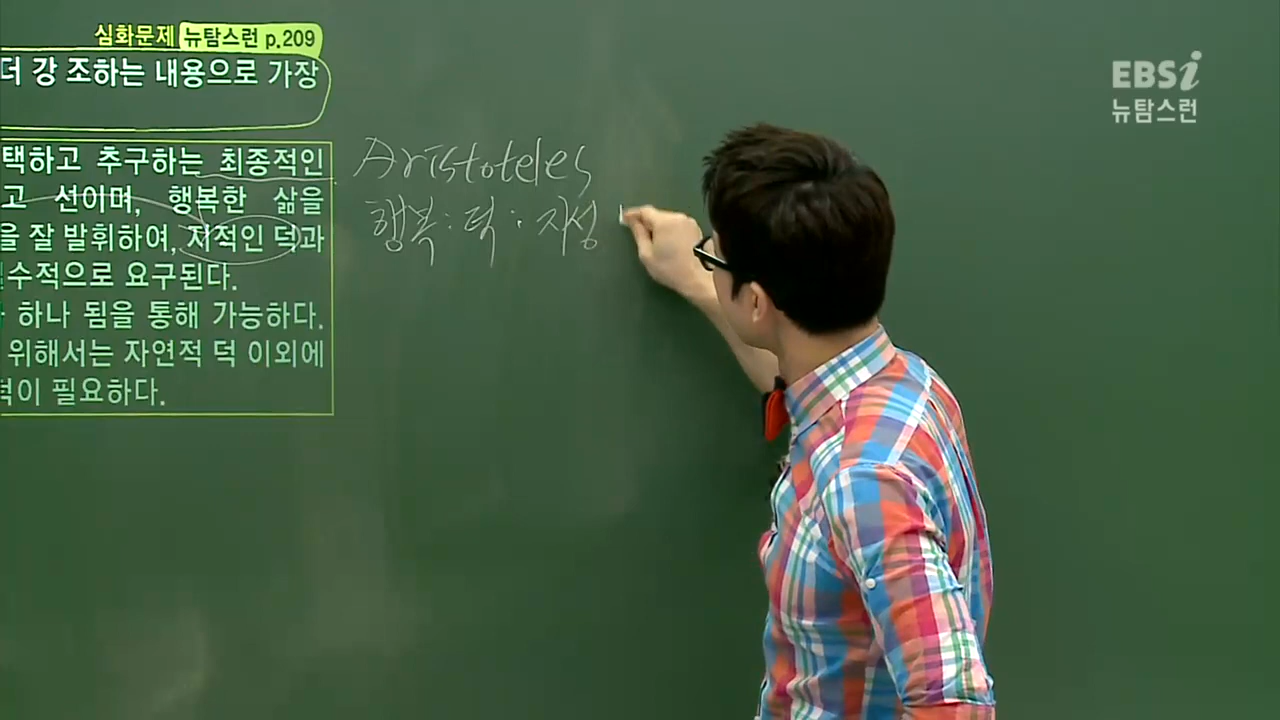 심화문제 뉴탐스런 p.209
더 강 조하는 내용으로 가장
택하고 추구하는 최종적인
고 선이며, 행복한 삶을
을 잘 발휘하여, 지적인 덕과
수적으로 요구된다.
하나 됨을 통해 가능하다.
위해서는 자연적 덕 이외에
이 필요하다.
Aristoteles
행복 : 덕 : 지성
EBSi
뉴탐스런